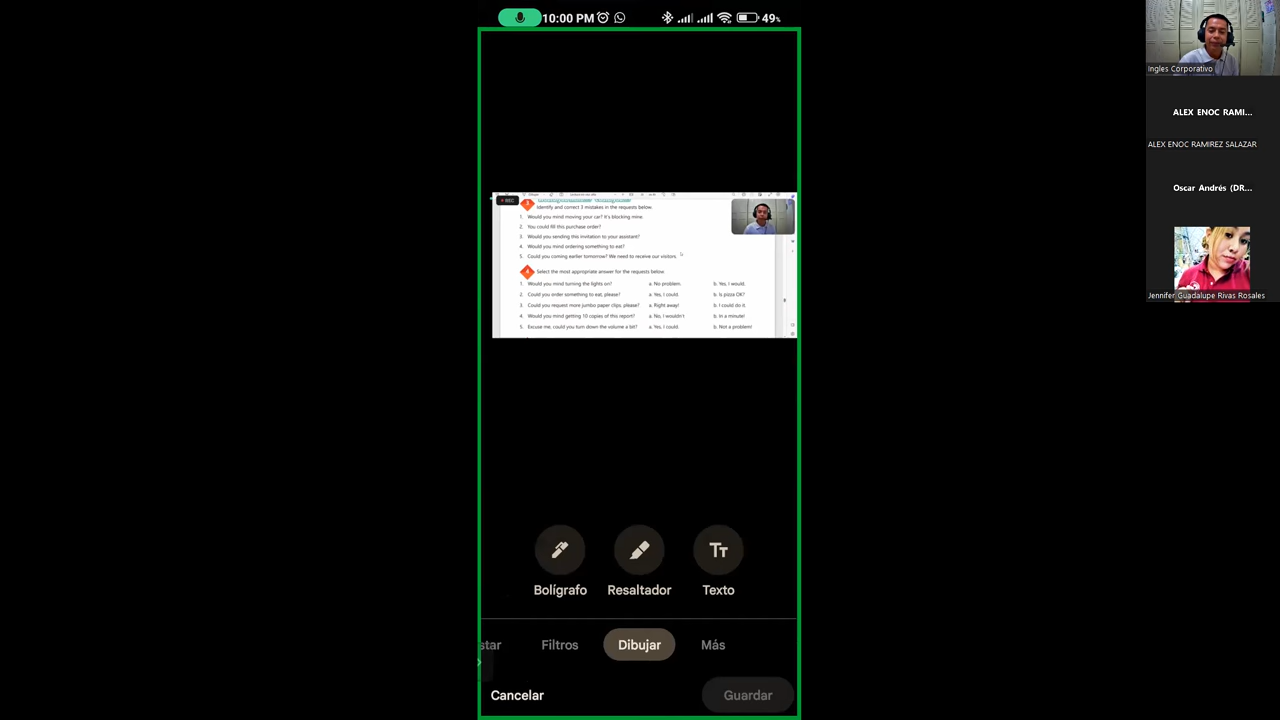 10:00 PM
49%
REC
3
Identify and correct 3 mistakes in the requests below.
1. Would you mind moving your car? It's blocking mine.
2. You could fill this purchase order?
3. Would you sending this invitation to your assistant?
4. Would you mind ordering something to eat?
5. Could you coming earlier tomorrow? We need to receive our visitors.
4 Select the most appropriate answer for the requests below.
1. Would you mind turning the lights on? a. No problem. b. Yes, I would.
2. Could you order something to eat, please? a. Yes, I could. b. Is pizza OK?
3. Could you request more jumbo paper clips, please? a. Right away! b. I could do it.
4. Would you mind getting 10 copies of this report? a. No, I wouldn't. b. In a minute!
5. Excuse me, could you turn down the volume a bit? a. Yes, I could. b. Not a problem!
Bolígrafo Resaltador Texto
star Filtros Dibujar Más
Cancelar Guardar
Ingles Corporativo
ALEX ENOC RAMI...
ALEX ENOC RAMIREZ SALAZAR
Oscar Andrés (DR...
Jennifer Guadalupe Rivas Rosales